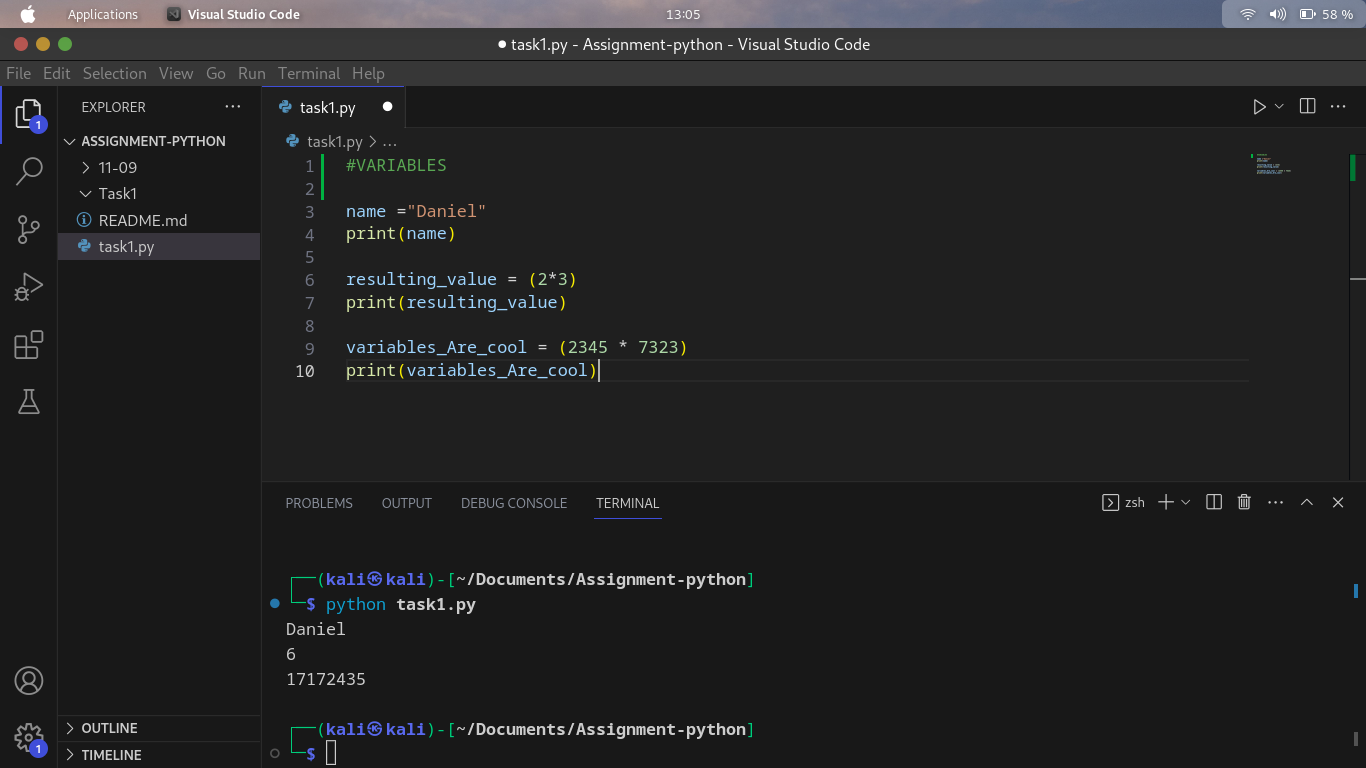 Applications Visual Studio Code 13:05 58 %
task1.py - Assignment-python - Visual Studio Code
File Edit Selection View Go Run Terminal Help
EXPLORER
ASSIGNMENT-PYTHON
11-09
Task1
README.md
task1.py
1
OUTLINE
TIMELINE
1
task1.py
task1.py > ...
1 #VARIABLES
2
3 name ="Daniel"
4 print(name)
5
6 resulting_value = (2*3)
7 print(resulting_value)
8
9 variables_Are_cool = (2345 * 7323)
10 print(variables_Are_cool)
PROBLEMS OUTPUT DEBUG CONSOLE TERMINAL zsh
┌──(kali㉿kali)-[~/Documents/Assignment-python]
└─$ python task1.py
Daniel
6
17172435
┌──(kali㉿kali)-[~/Documents/Assignment-python]
└─$